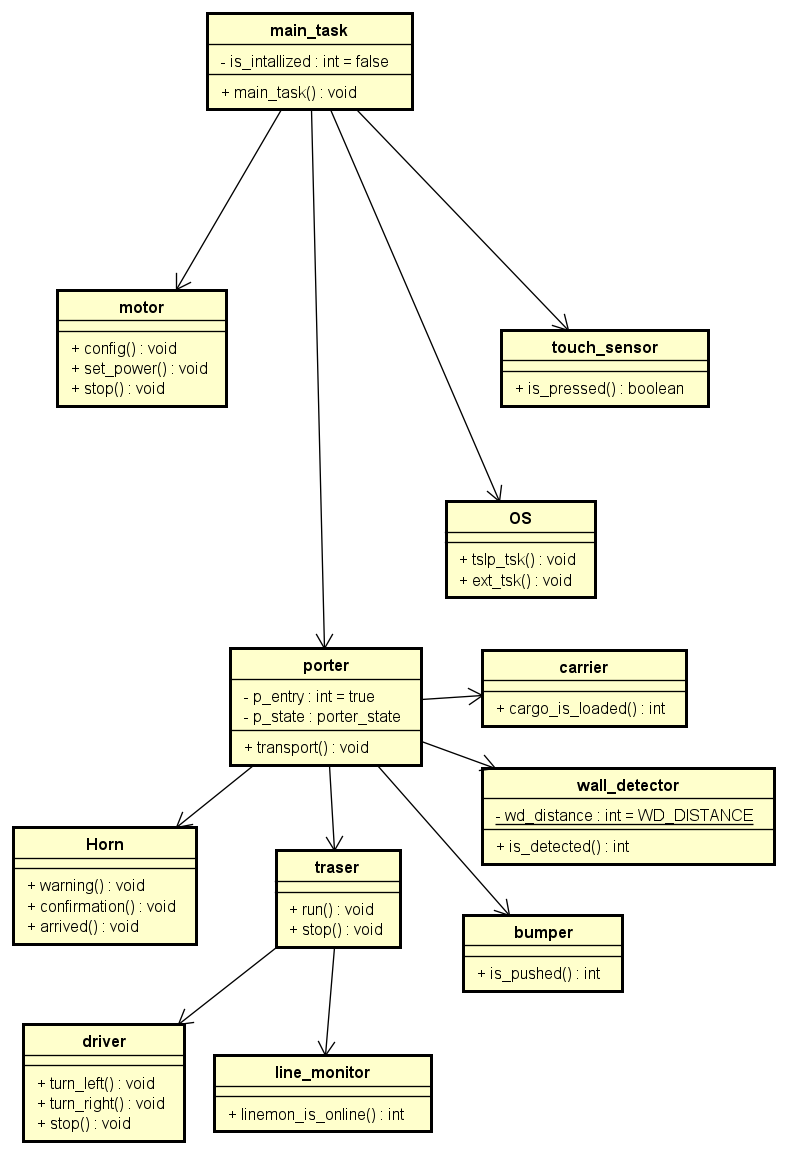 main_task
- is_intallized : int = false
+ main_task() : void
motor
+ config() : void
+ set_power() : void
+ stop() : void
touch_sensor
+ is_pressed() : boolean
OS
+ tslp_tsk() : void
+ ext_tsk() : void
porter
- p_entry : int = true
- p_state : porter_state
+ transport() : void
carrier
+ cargo_is_loaded() : int
wall_detector
- wd_distance : int = WD_DISTANCE
+ is_detected() : int
Horn
+ warning() : void
+ confirmation() : void
+ arrived() : void
traser
+ run() : void
+ stop() : void
bumper
+ is_pushed() : int
driver
+ turn_left() : void
+ turn_right() : void
+ stop() : void
line_monitor
+ linemon_is_online() : int